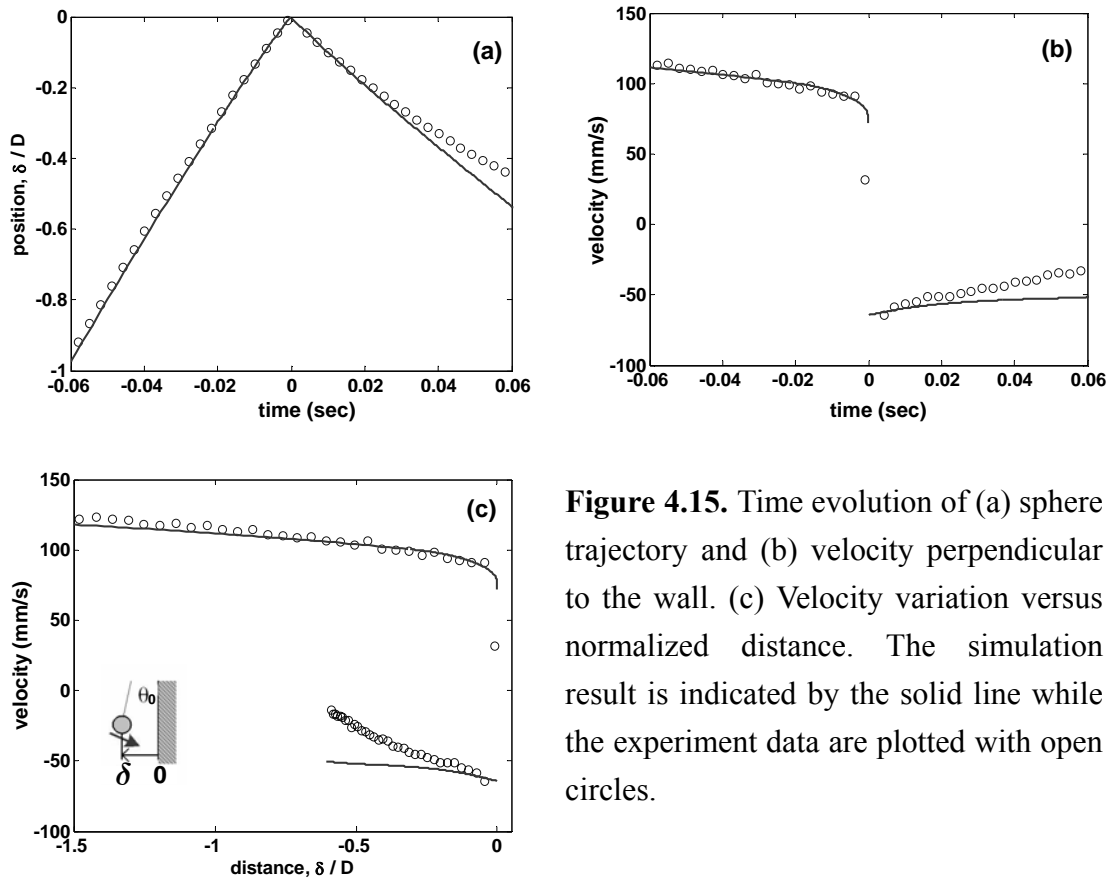 (a)
position, δ / D
0
-0.2
-0.4
-0.6
-0.8
-1
-0.06 -0.04 -0.02 0 0.02 0.04 0.06
time (sec)
(b)
velocity (mm/s)
150
100
50
0
-50
-100
-0.06 -0.04 -0.02 0 0.02 0.04 0.06
time (sec)
(c)
velocity (mm/s)
150
100
50
0
-50
-100
θ0
δ 0
-1.5 -1 -0.5 0
distance, δ / D
Figure 4.15. Time evolution of (a) sphere
trajectory and (b) velocity perpendicular
to the wall. (c) Velocity variation versus
normalized distance. The simulation
result is indicated by the solid line while
the experiment data are plotted with open
circles.